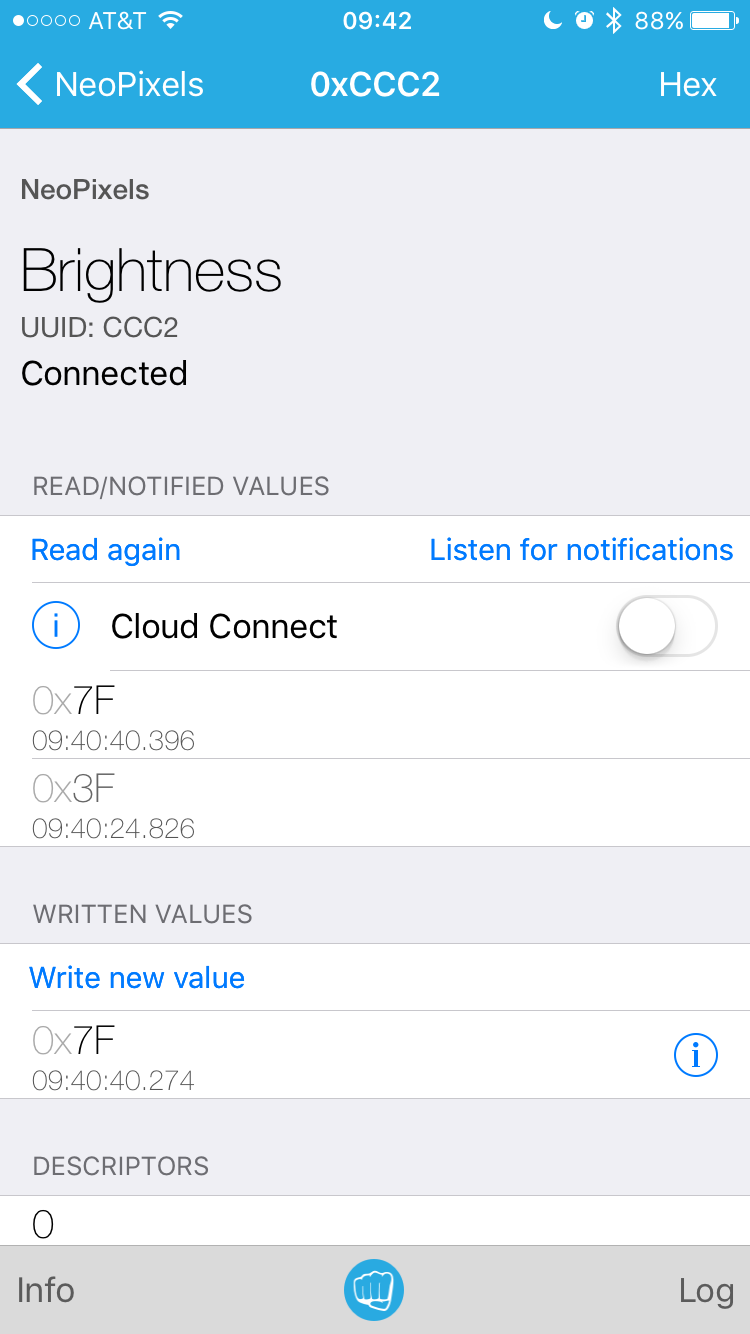 AT&T 09:42 88%
NeoPixels 0xCCC2 Hex
NeoPixels
Brightness
UUID: CCC2
Connected
READ/NOTIFIED VALUES
Read again Listen for notifications
i Cloud Connect
0x7F
09:40:40.396
0x3F
09:40:24.826
WRITTEN VALUES
Write new value
0x7F i
09:40:40.274
DESCRIPTORS
0
Info Log